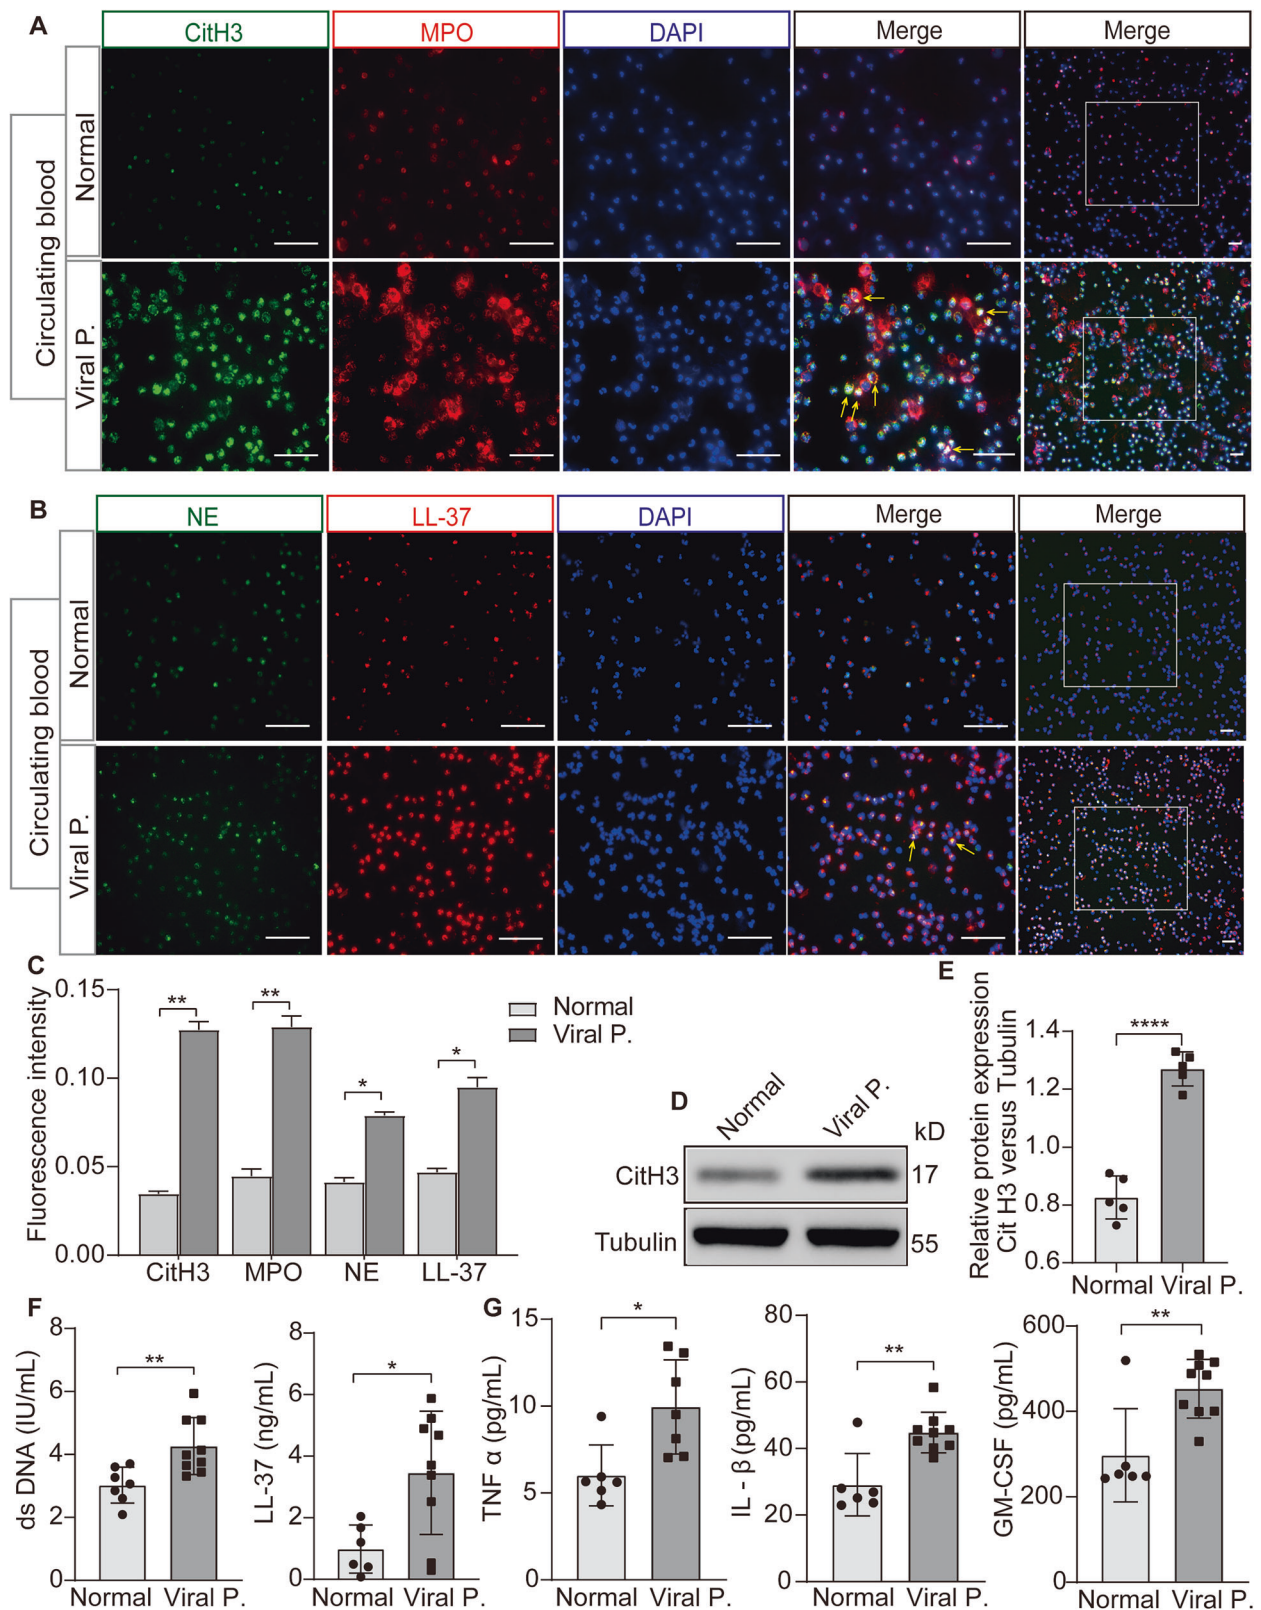 A
CitH3 MPO DAPI Merge Merge
Circulating blood
Normal
Viral P.
B
NE LL-37 DAPI Merge Merge
Circulating blood
Normal
Viral P.
C
Fluorescence intensity
0.15
0.10
0.05
0.00
** ** * *
Normal
Viral P.
CitH3 MPO NE LL-37
D
Normal Viral P. kD
CitH3 17
Tubulin 55
E
Relative protein expression
Cit H3 versus Tubulin
1.4
1.2
1.0
0.8
0.6
****
Normal Viral P.
F
ds DNA (IU/mL)
8
6
4
2
0
**
Normal Viral P.
LL-37 (ng/mL)
8
6
4
2
0
*
Normal Viral P.
G
TNF α (pg/mL)
15
10
5
0
*
Normal Viral P.
IL - β (pg/mL)
80
60
40
20
0
**
Normal Viral P.
GM-CSF (pg/mL)
600
400
200
0
**
Normal Viral P.